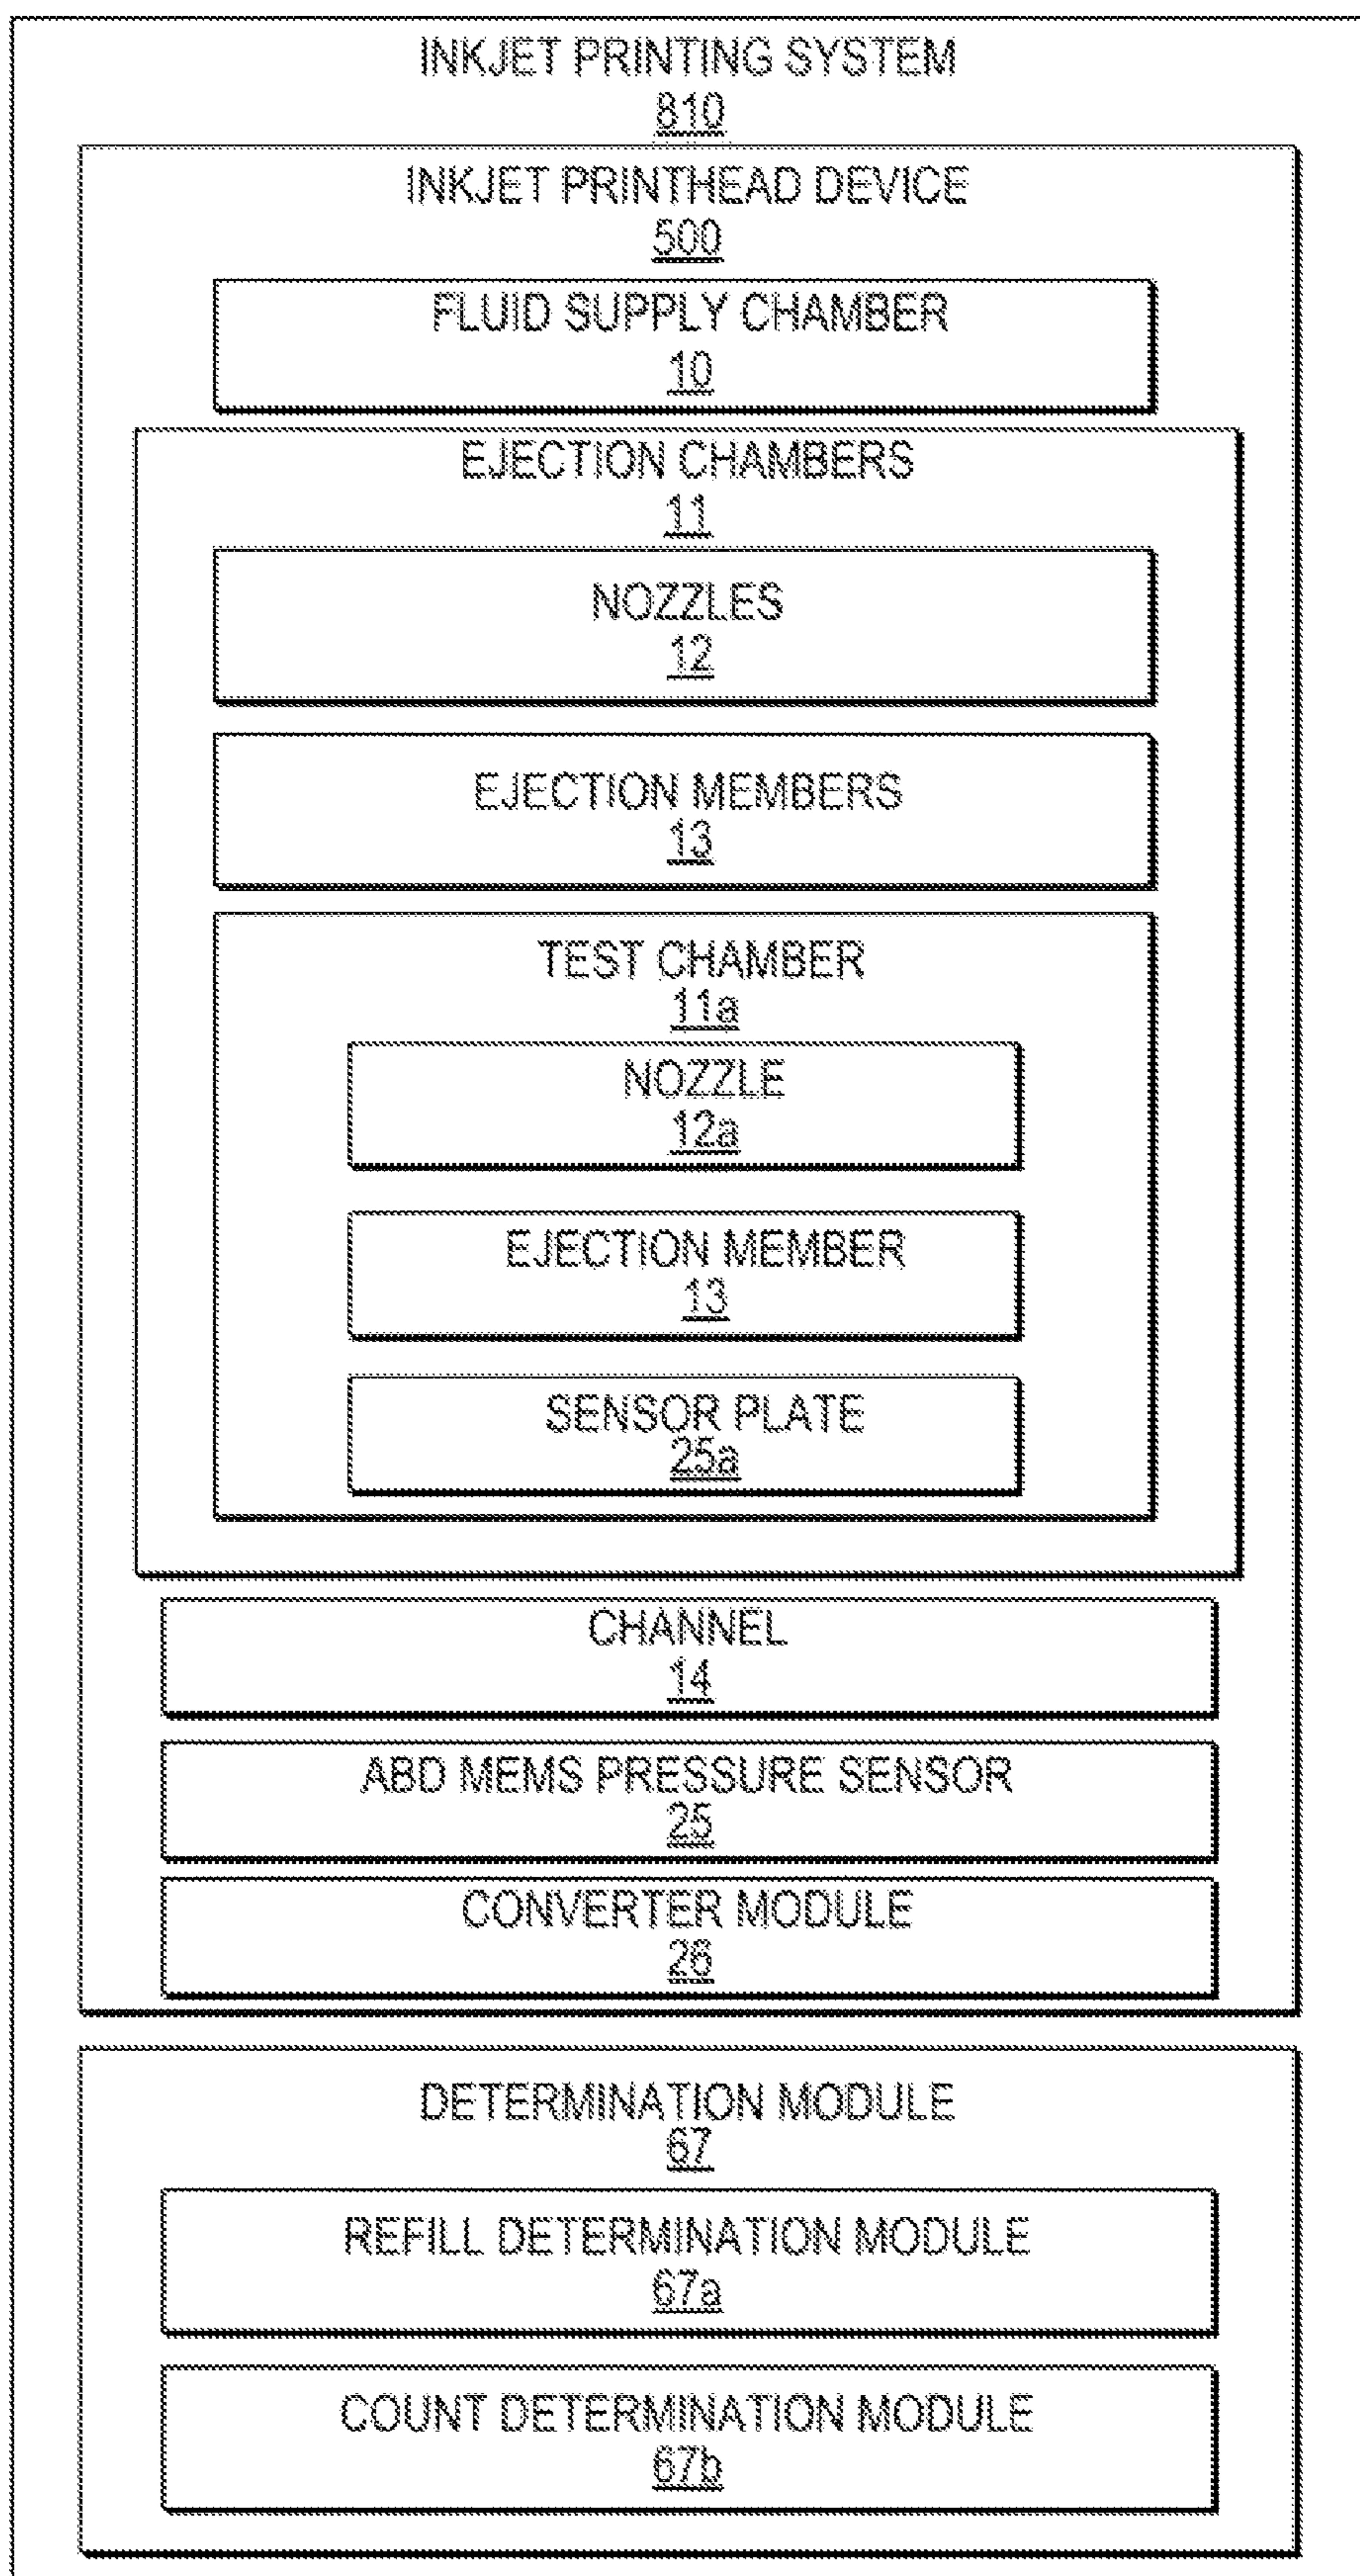 INKJET PRINTING SYSTEM
810
INKJET PRINTHEAD DEVICE
500
FLUID SUPPLY CHAMBER
10
EJECTION CHAMBERS
11
NOZZLES
12
EJECTION MEMBERS
13
TEST CHAMBER
11a
NOZZLE
12a
EJECTION MEMBER
13
SENSOR PLATE
25a
CHANNEL
14
ABD MEMS PRESSURE SENSOR
25
CONVERTER MODULE
26
DETERMINATION MODULE
67
REFILL DETERMINATION MODULE
67a
COUNT DETERMINATION MODULE
67b